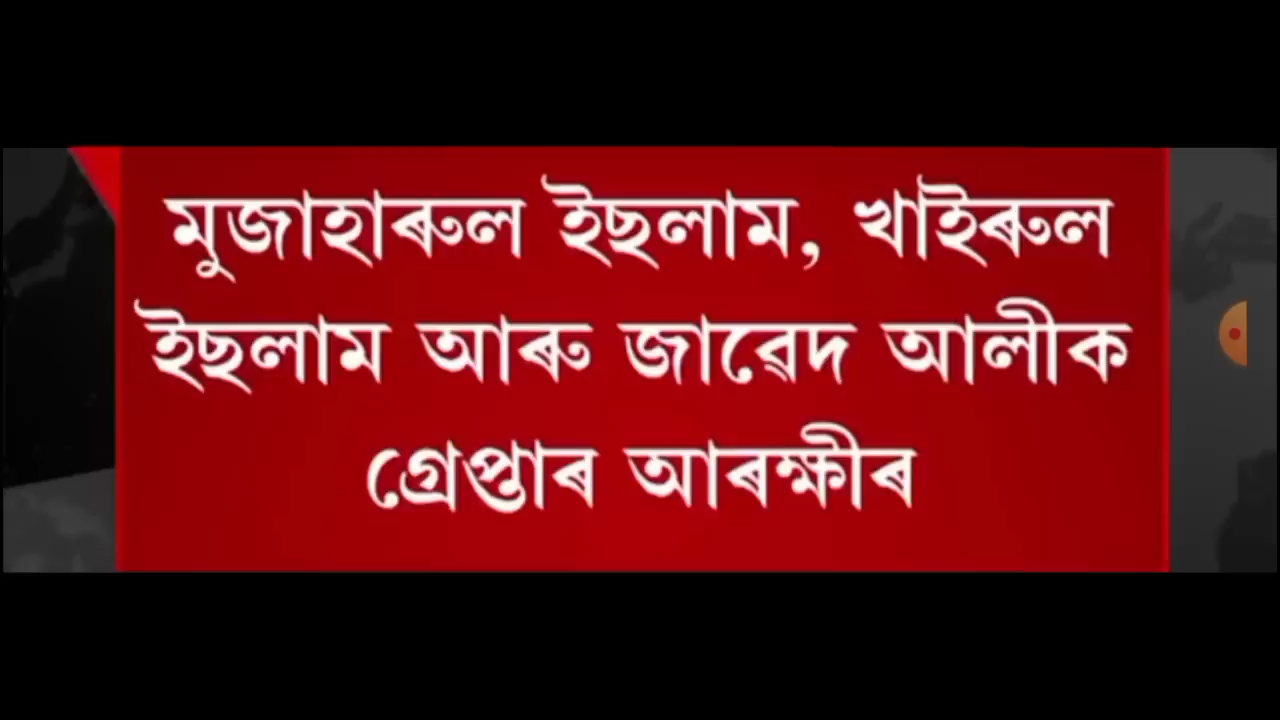 মুজাহাৰুল ইছলাম, খাইৰুল
ইছলাম আৰু জাৱেদ আলীক
গ্ৰেপ্তাৰ আৰক্ষীৰ